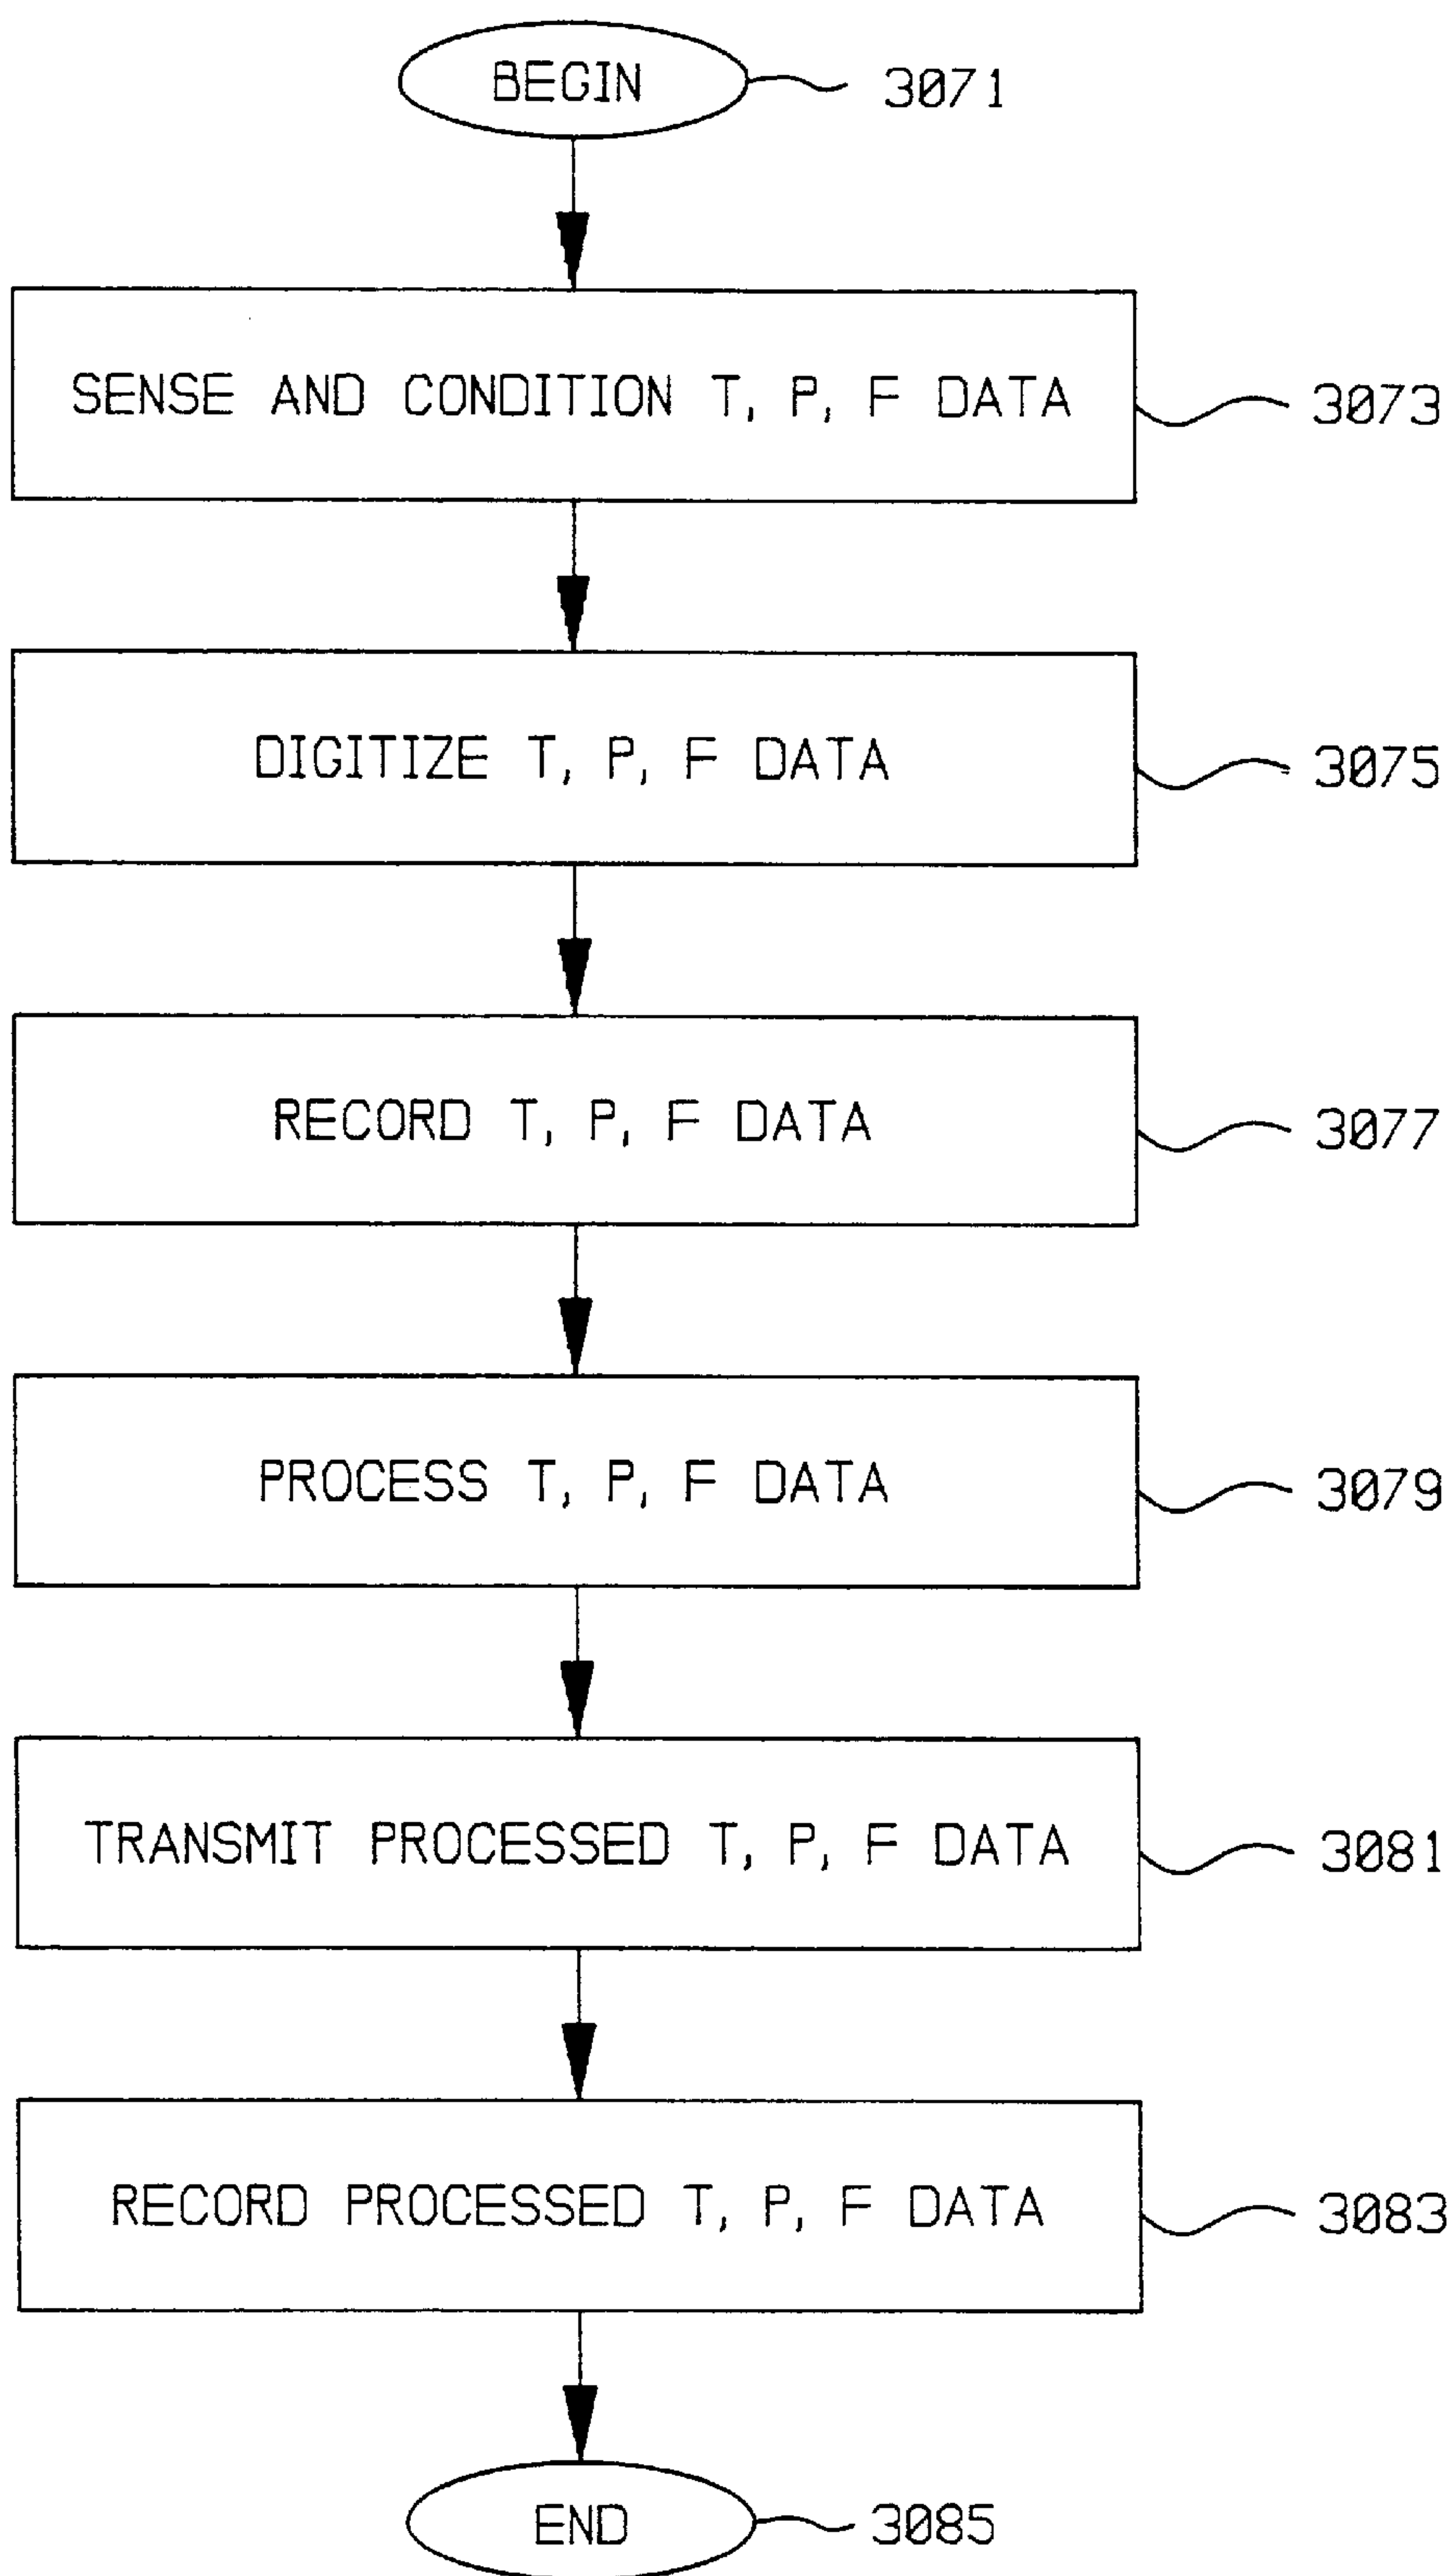 BEGIN 3071
SENSE AND CONDITION T, P, F DATA 3073
DIGITIZE T, P, F DATA 3075
RECORD T, P, F DATA 3077
PROCESS T, P, F DATA 3079
TRANSMIT PROCESSED T, P, F DATA 3081
RECORD PROCESSED T, P, F DATA 3083
END 3085